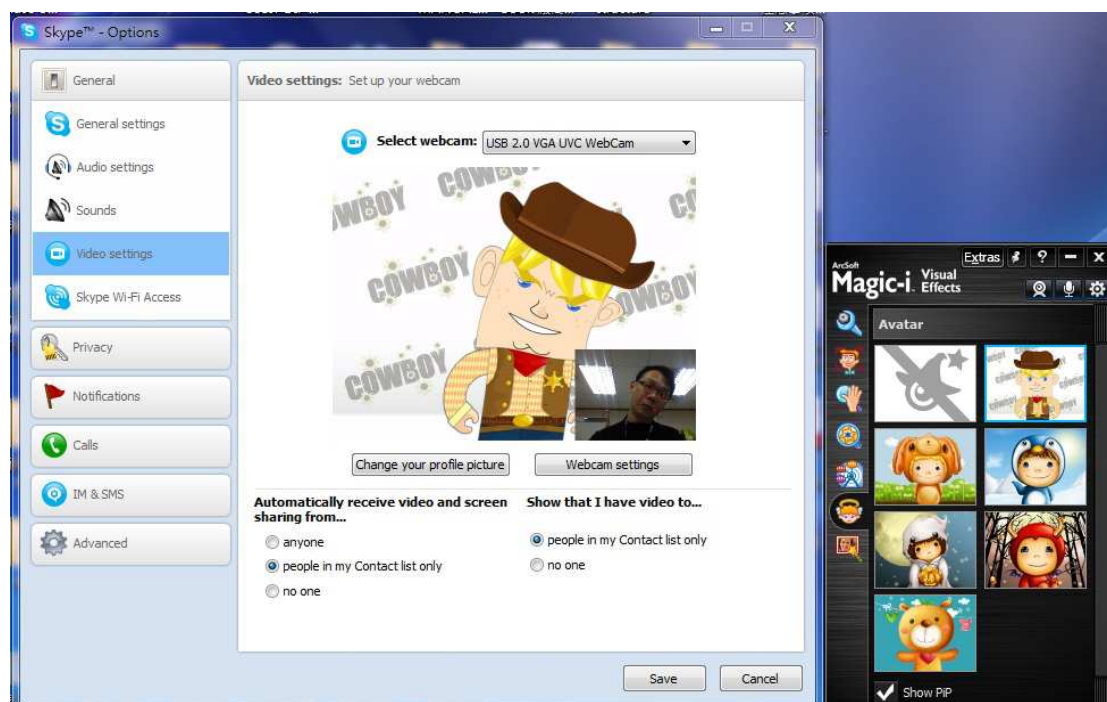 Skype™ - Options
General
General settings
Audio settings
Sounds
Video settings
Skype Wi-Fi Access
Privacy
Notifications
Calls
IM & SMS
Advanced
Video settings: Set up your webcam
Select webcam: USB 2.0 VGA UVC WebCam
COWBOY
COWBOY
COWBOY
COWBOY
Change your profile picture
Webcam settings
Automatically receive video and screen
sharing from...
anyone
people in my Contact list only
no one
Show that I have video to...
people in my Contact list only
no one
Save
Cancel
Extras
ArcSoft
Magic-i Visual
Effects
Avatar
Show PiP